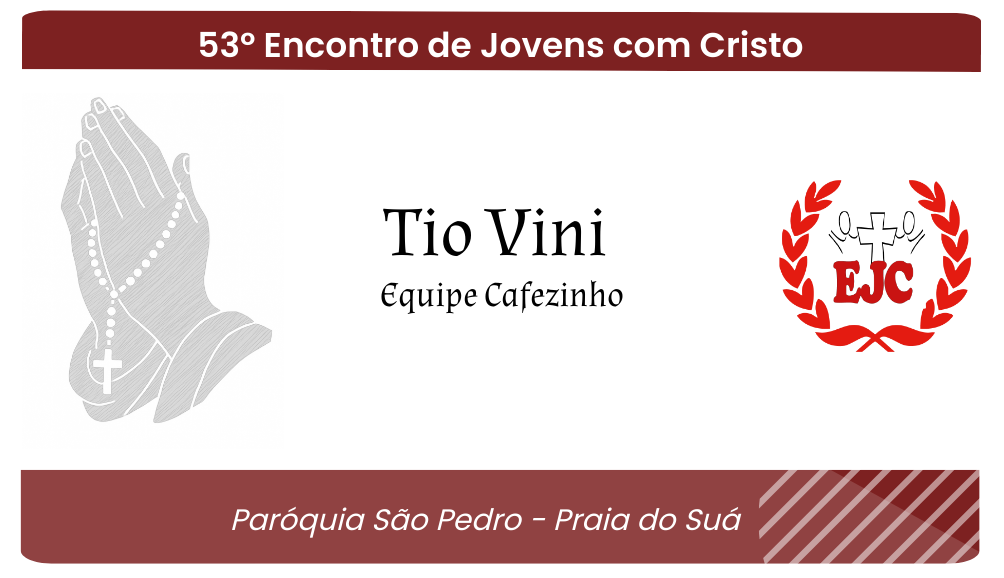 53º Encontro de Jovens com Cristo
Tio Vini
Equipe Cafezinho
EJC
Paróquia São Pedro - Praia do Suá